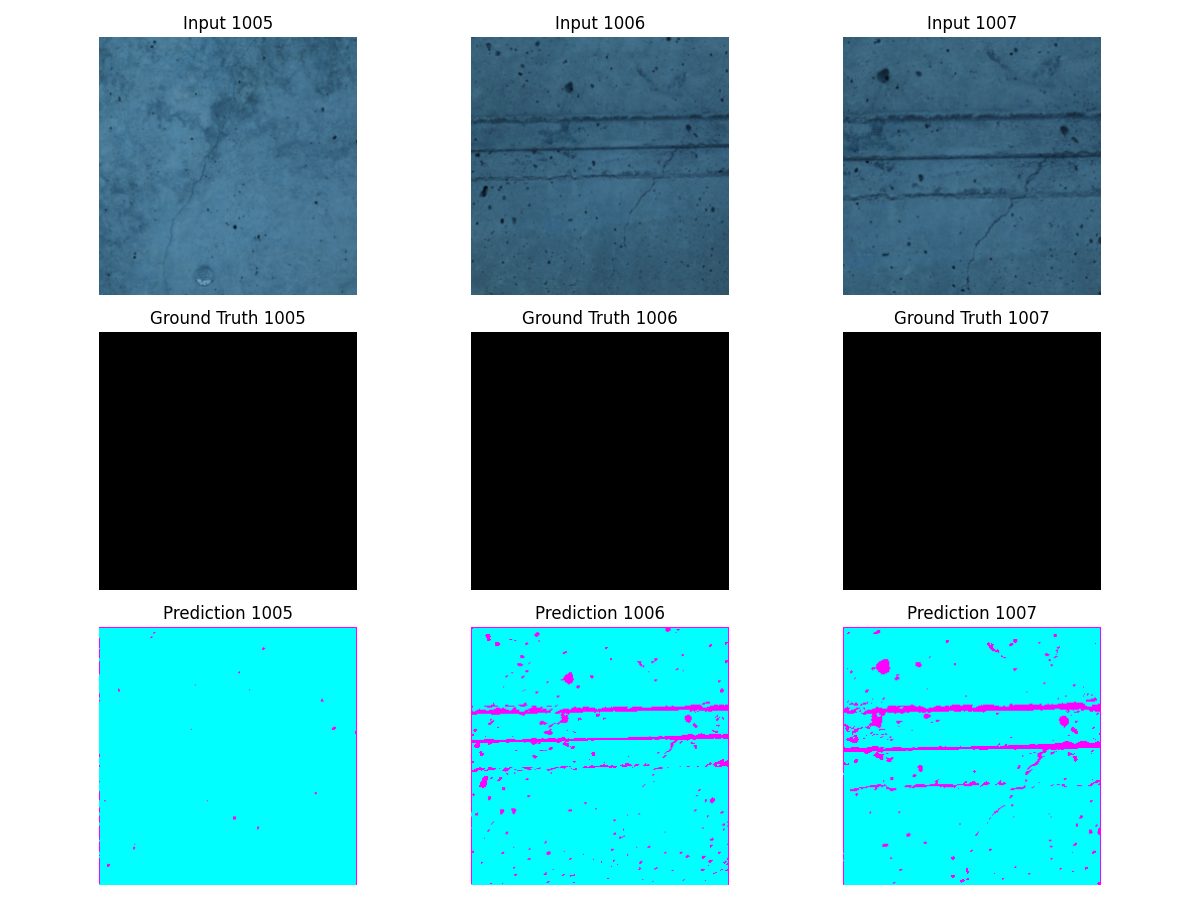 Input 1005
Input 1006
Input 1007
Ground Truth 1005
Ground Truth 1006
Ground Truth 1007
Prediction 1005
Prediction 1006
Prediction 1007